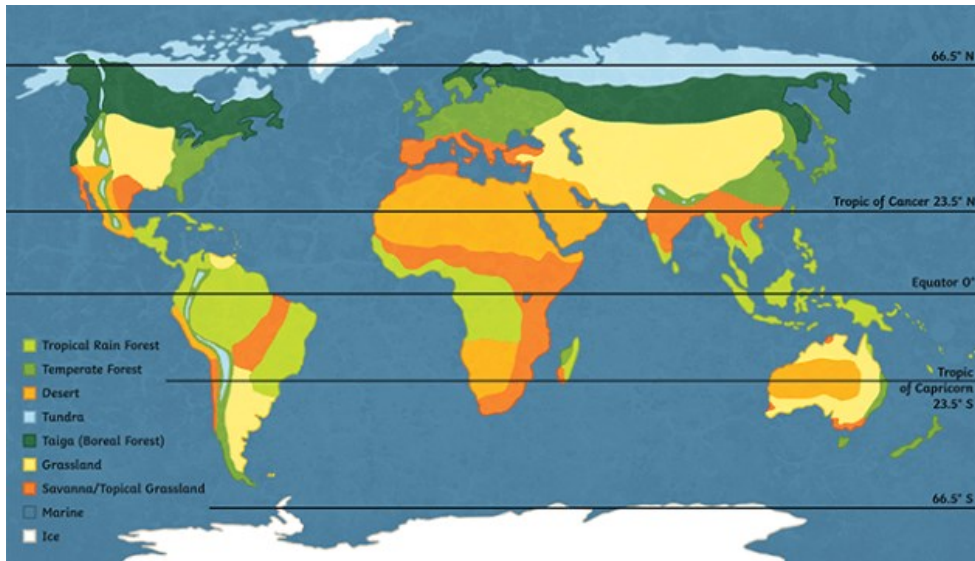 66.5° N
Tropic of Cancer 23.5° N
Equator 0°
Tropical Rain Forest
Temperate Forest
Desert
Tundra
Taiga (Boreal Forest)
Grassland
Savanna/Topical Grassland
Marine
Ice
Tropic
of Capricorn
23.5° S
66.5° S